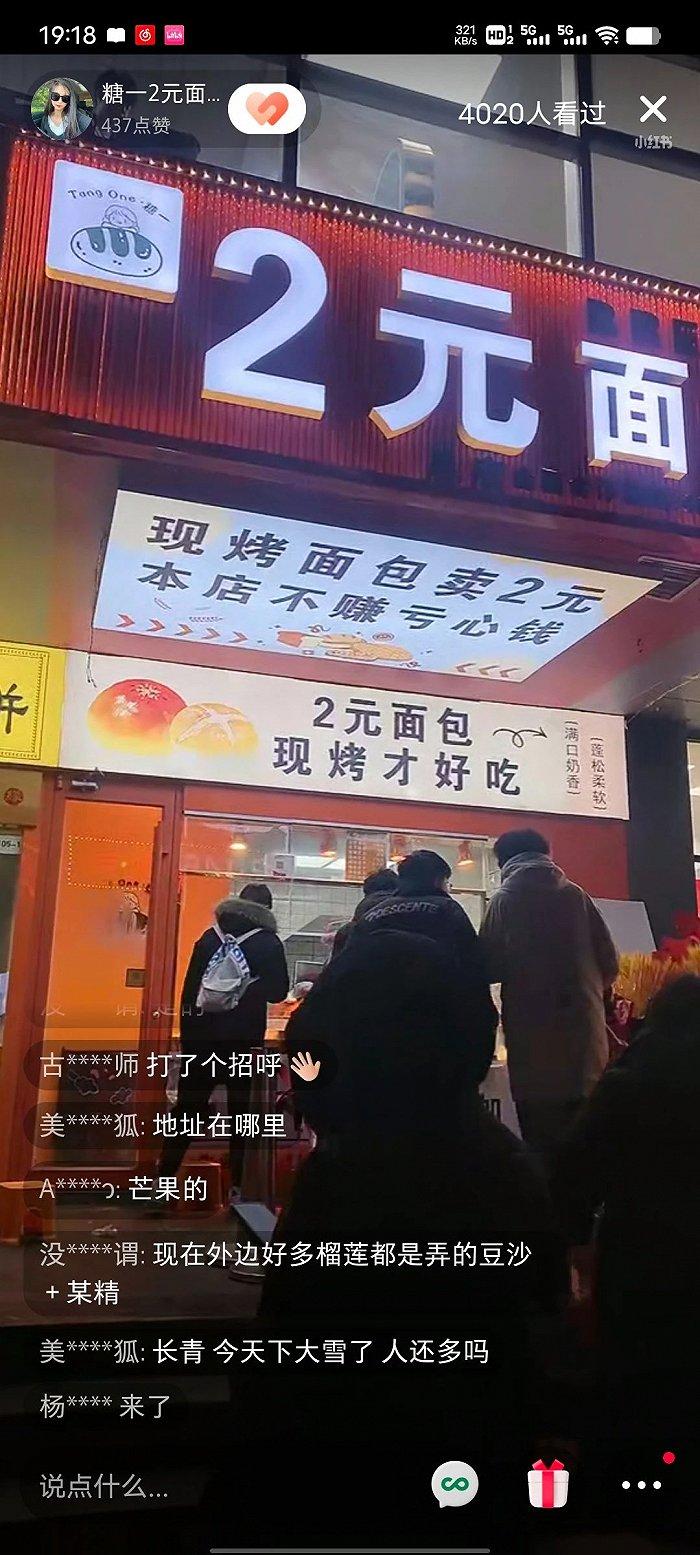 19:18
321
KB/s
HD 1
2
5G
5G
糖一2元面...
437点赞
4020人看过
小红书
Tang One·糖一
2元面
现烤面包卖2元
本店不赚亏心钱
2元面包
现烤才好吃
(满口奶香)
(蓬松柔软)
05-1
DESCENTE
古****师 打了个招呼👋🏻
美****狐: 地址在哪里
A****ɔ: 芒果的
没****谓: 现在外边好多榴莲都是弄的豆沙
+ 某精
美****狐: 长青 今天下大雪了 人还多吗
杨**** 来了
说点什么...